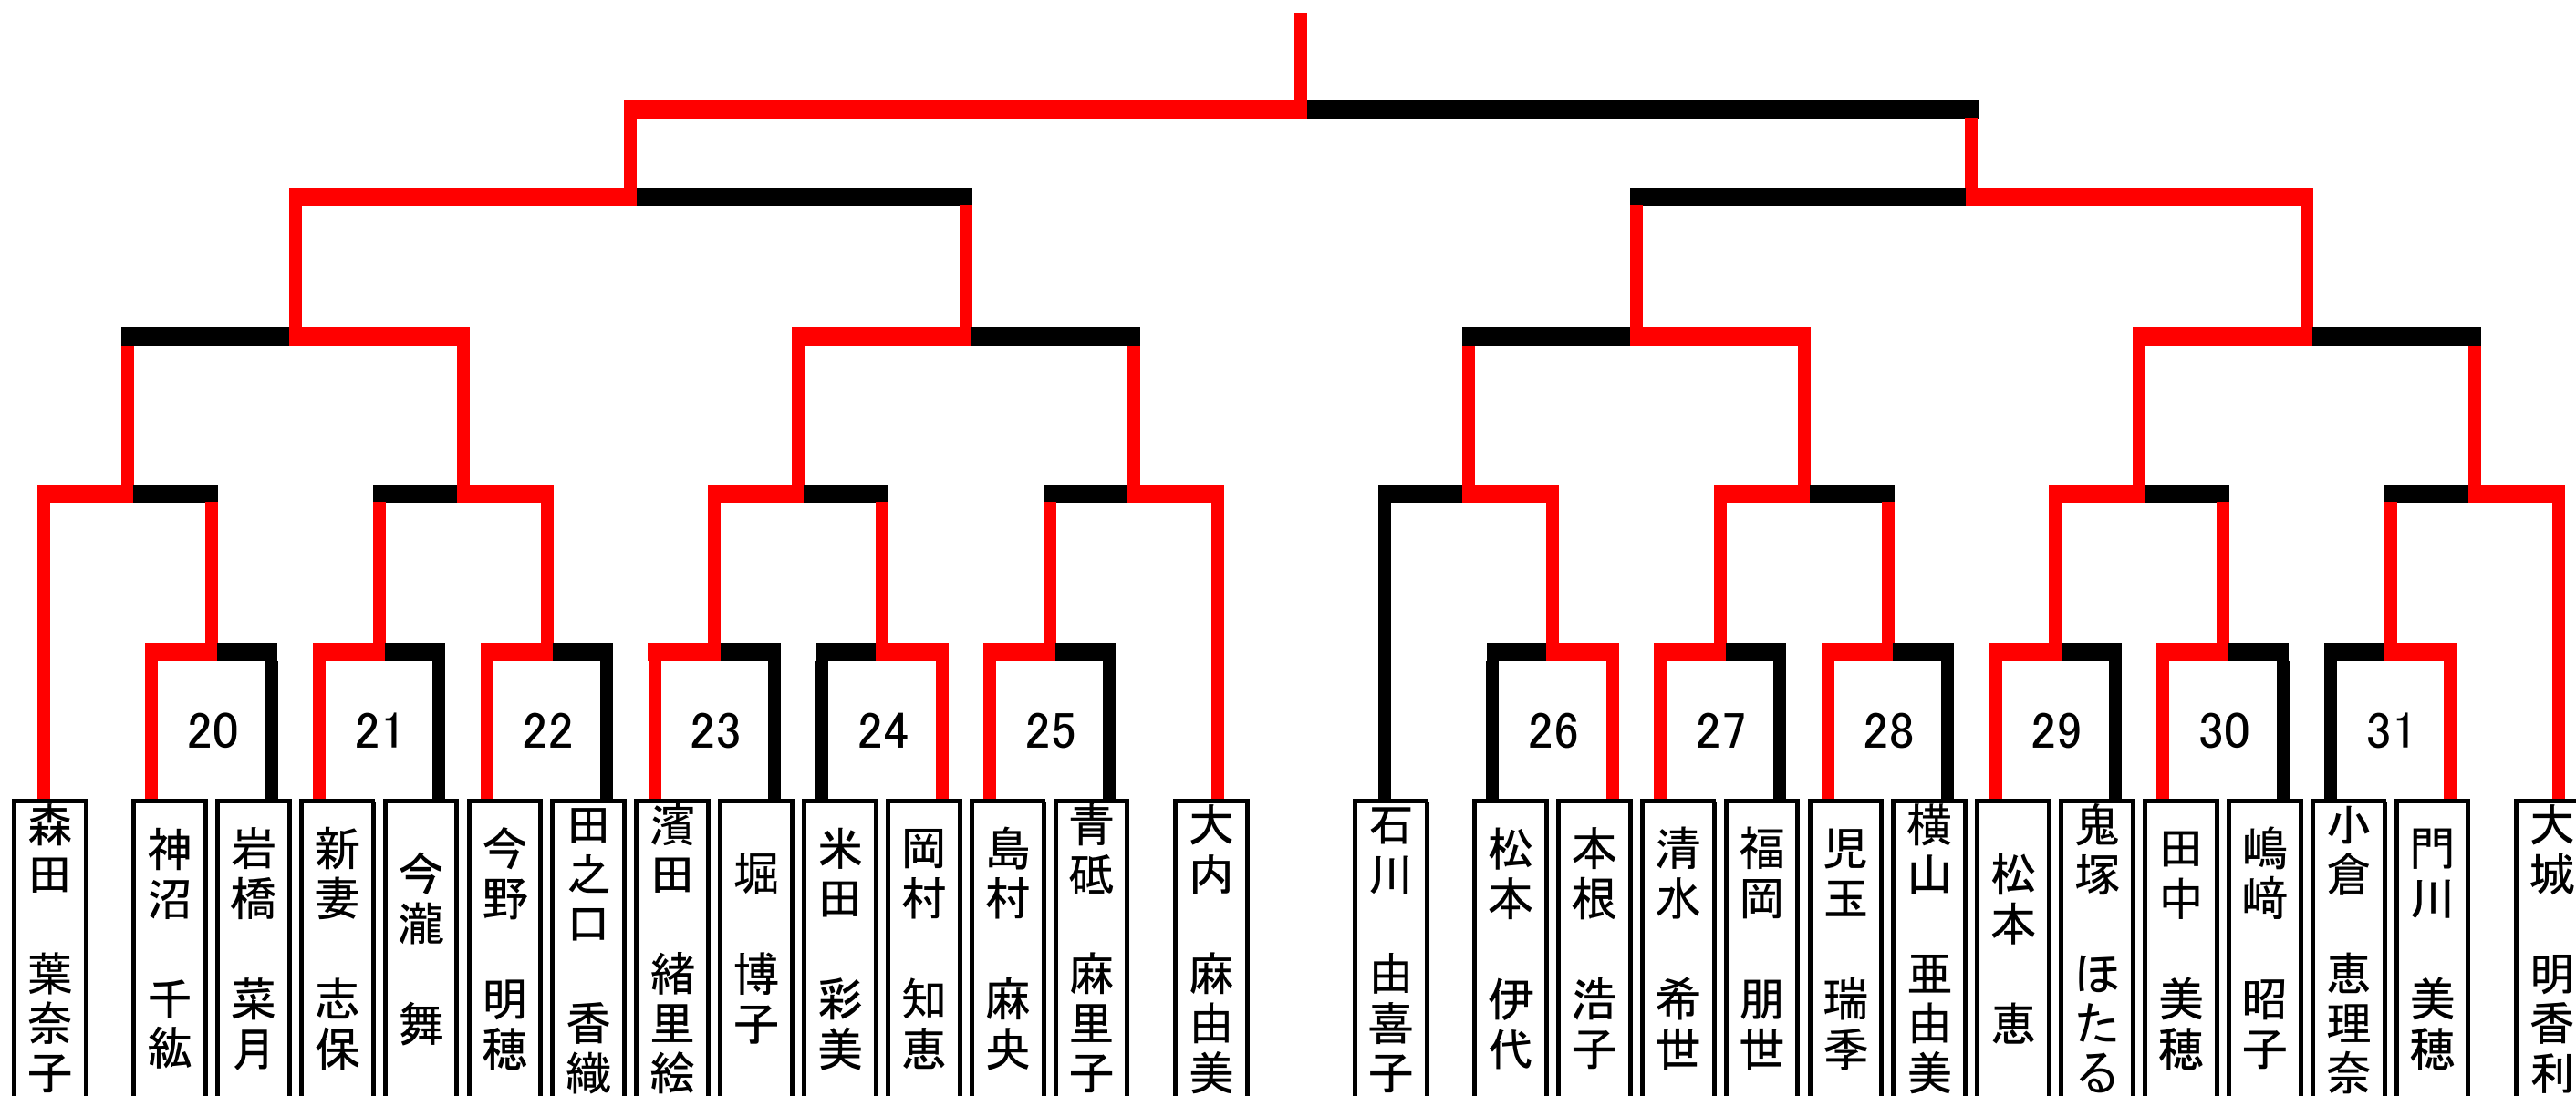 20
21
22
23
24
25
26
27
28
29
30
31
森田 葉奈子
神沼 千紘
岩橋 菜月
新妻 志保
今瀧 舞
今野 明穂
田之口 香織
濱田 緒里絵
堀 博子
米田 彩美
岡村 知恵
島村 麻央
青砥 麻里子
大内 麻由美
石川 由喜子
松本 伊代
本根 浩子
清水 希世
福岡 朋世
児玉 瑞季
横山 亜由美
松本 恵
鬼塚 ほたる
田中 美穂
嶋﨑 昭子
小倉 恵理奈
門川 美穂
大城 明香利